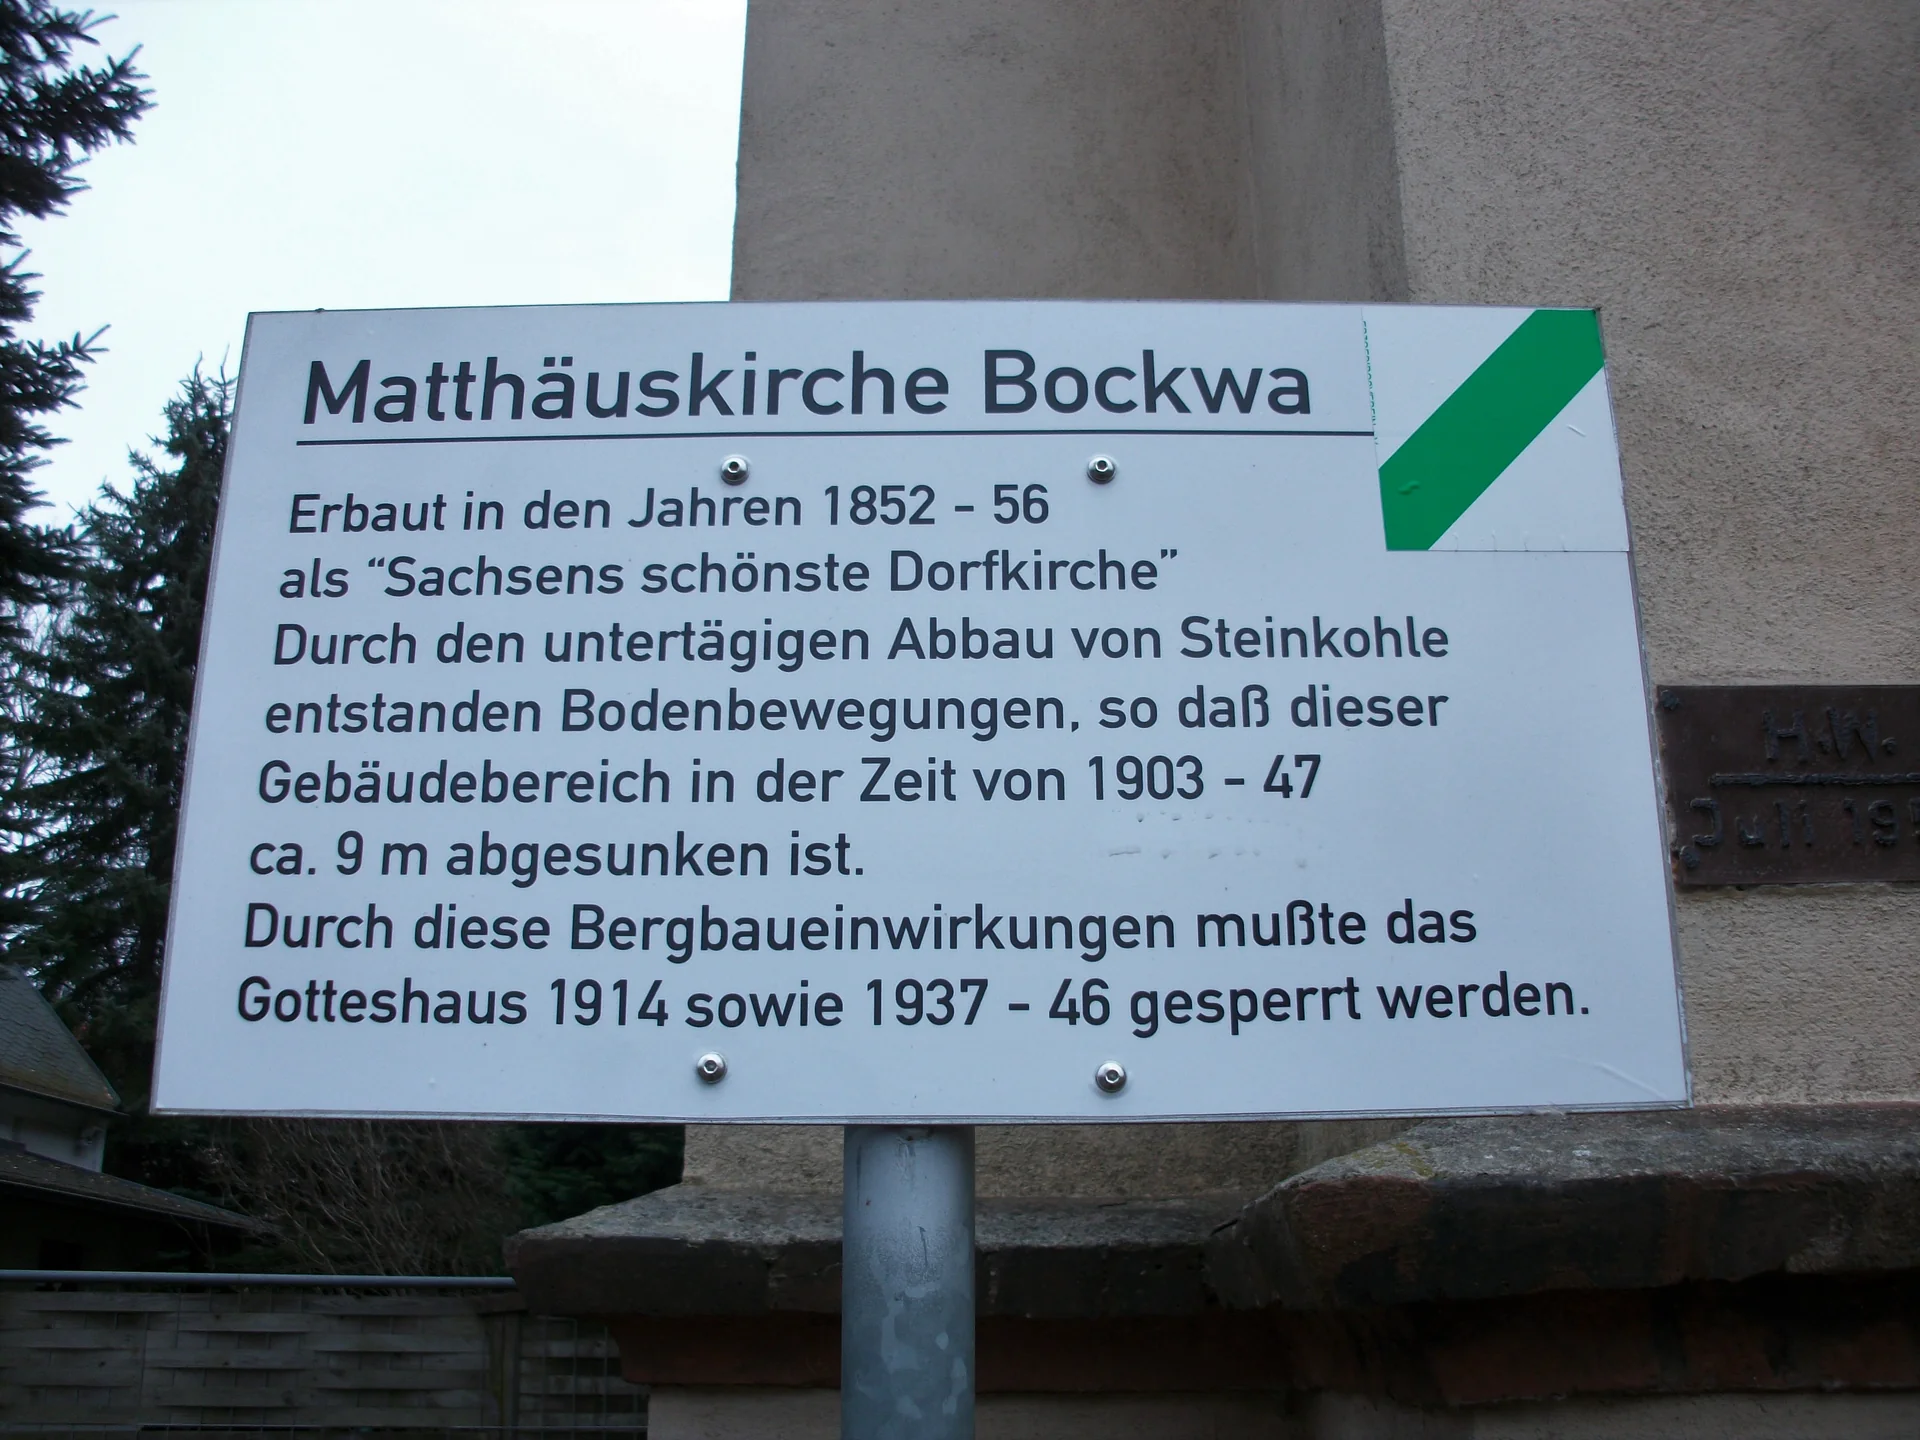 Matthäuskirche Bockwa
Erbaut in den Jahren 1852 - 56
als “Sachsens schönste Dorfkirche”
Durch den untertägigen Abbau von Steinkohle
entstanden Bodenbewegungen, so daß dieser
Gebäudebereich in der Zeit von 1903 - 47
ca. 9 m abgesunken ist.
Durch diese Bergbaueinwirkungen mußte das
Gotteshaus 1914 sowie 1937 - 46 gesperrt werden.
H.W.
Juli